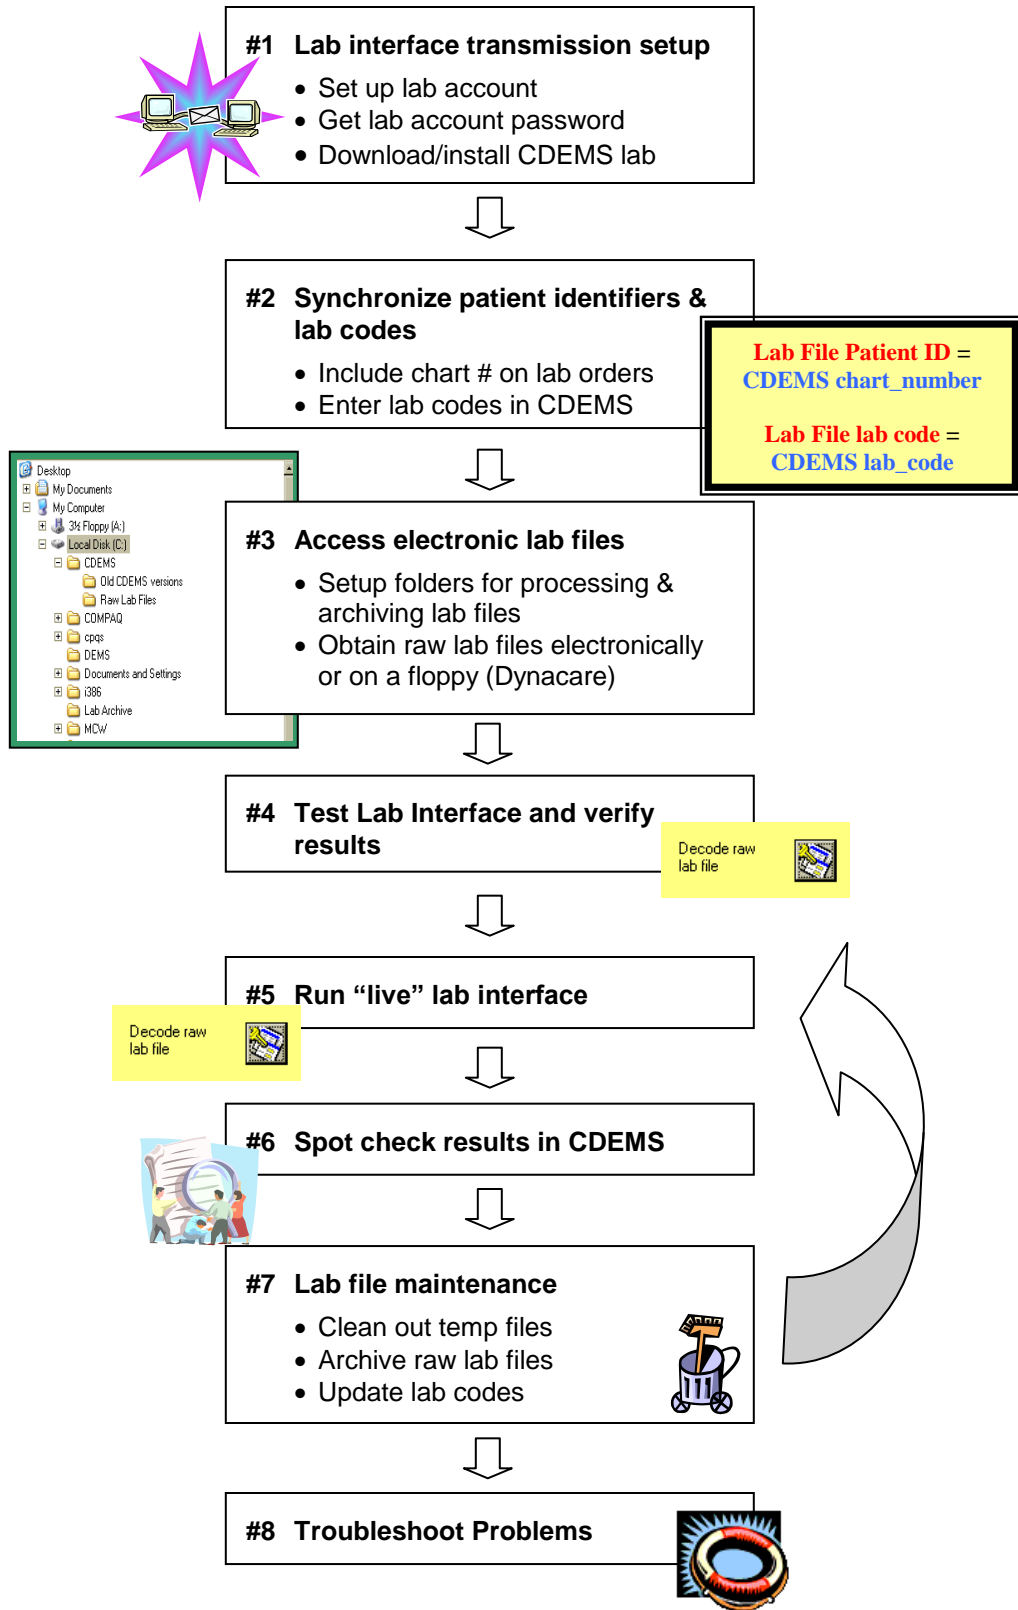 #1 Lab interface transmission setup
• Set up lab account
• Get lab account password
• Download/install CDEMS lab
#2 Synchronize patient identifiers &
lab codes
• Include chart # on lab orders
• Enter lab codes in CDEMS
Lab File Patient ID =
CDEMS chart_number
Lab File lab code =
CDEMS lab_code
Desktop
My Documents
My Computer
3½ Floppy (A:)
Local Disk (C:)
CDEMS
Old CDEMS versions
Raw Lab Files
COMPAQ
cpqs
DEMS
Documents and Settings
i386
Lab Archive
MCW
#3 Access electronic lab files
• Setup folders for processing &
archiving lab files
• Obtain raw lab files electronically
or on a floppy (Dynacare)
#4 Test Lab Interface and verify
results
Decode raw
lab file
#5 Run “live” lab interface
Decode raw
lab file
#6 Spot check results in CDEMS
#7 Lab file maintenance
• Clean out temp files
• Archive raw lab files
• Update lab codes
#8 Troubleshoot Problems